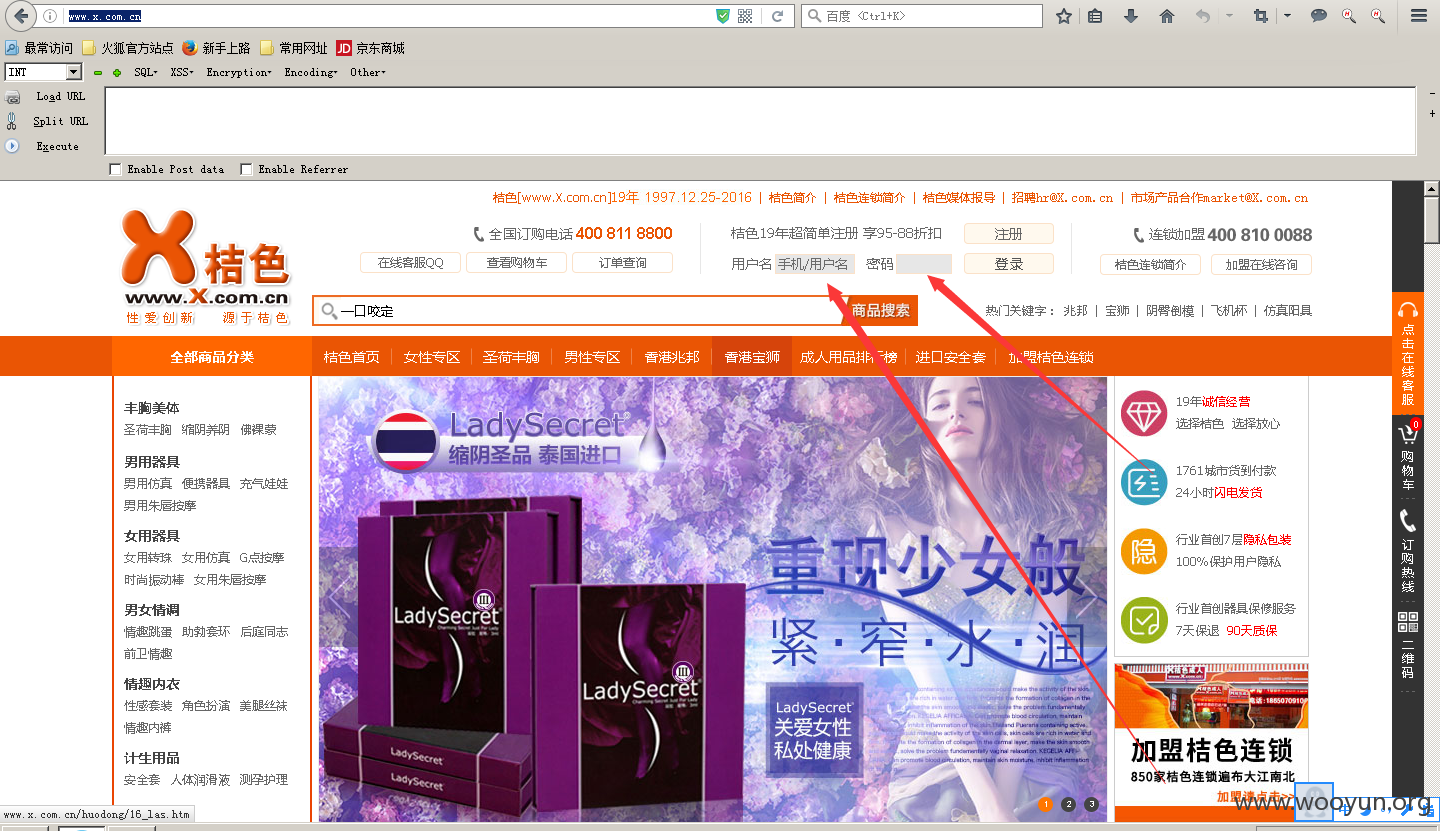 www.x.com.cn
百度 <Ctrl+K>
最常访问 火狐官方站点 新手上路 常用网址 JD 京东商城
INT SQL XSS Encryption Encoding Other
Load URL
Split URL
Execute
Enable Post data Enable Referrer
桔色[www.X.com.cn]19年 1997.12.25-2016 | 桔色简介 | 桔色连锁简介 | 桔色媒体报导 | 招聘hr@X.com.cn | 市场产品合作market@X.com.cn
X桔色
www.X.com.cn
性爱创新 源于桔色
全国订购电话 400 811 8800
在线客服QQ 查看购物车 订单查询
桔色19年超简单注册 享95-88折扣 注册
用户名 手机/用户名 密码 登录
连锁加盟 400 810 0088
桔色连锁简介 加盟在线咨询
一口咬定 商品搜索
热门关键字: 兆邦 | 宝狮 | 阴臀倒模 | 飞机杯 | 仿真阳具
全部商品分类 桔色首页 女性专区 圣荷丰胸 男性专区 香港兆邦 香港宝狮 成人用品排行榜 进口安全套 加盟桔色连锁
丰胸美体
圣荷丰胸 缩阴养阴 佛裸蒙
男用器具
男用仿真 便携器具 充气娃娃
男用朱唇按摩
女用器具
女用转珠 女用仿真 G点按摩
时尚振动棒 女用朱唇按摩
男女情调
情趣跳蛋 助勃套环 后庭同志
前卫情趣
情趣内衣
性感套装 角色扮演 美腿丝袜
情趣内裤
计生用品
安全套 人体润滑液 测孕护理
LadySecret
缩阴圣品 泰国进口
重现少女般
紧·窄·水·润
LadySecret
Charming Secret Just For Lady
LadySecret
LadySecret
LadySecret
LadySecret
关爱女性
私处健康
1 2 3
19年诚信经营
选择桔色 选择放心
1761城市货到付款
24小时闪电发货
隐
行业首创7层隐私包装
100%保护用户隐私
行业首创器具保修服务
7天保退 90天质保
加盟桔色连锁
850家桔色连锁遍布大江南北
加盟请点击>>
点击在线客服
0
购物车
订购热线
二维码
www.x.com.cn/huodong/16_las.htm
www.wooyun.org